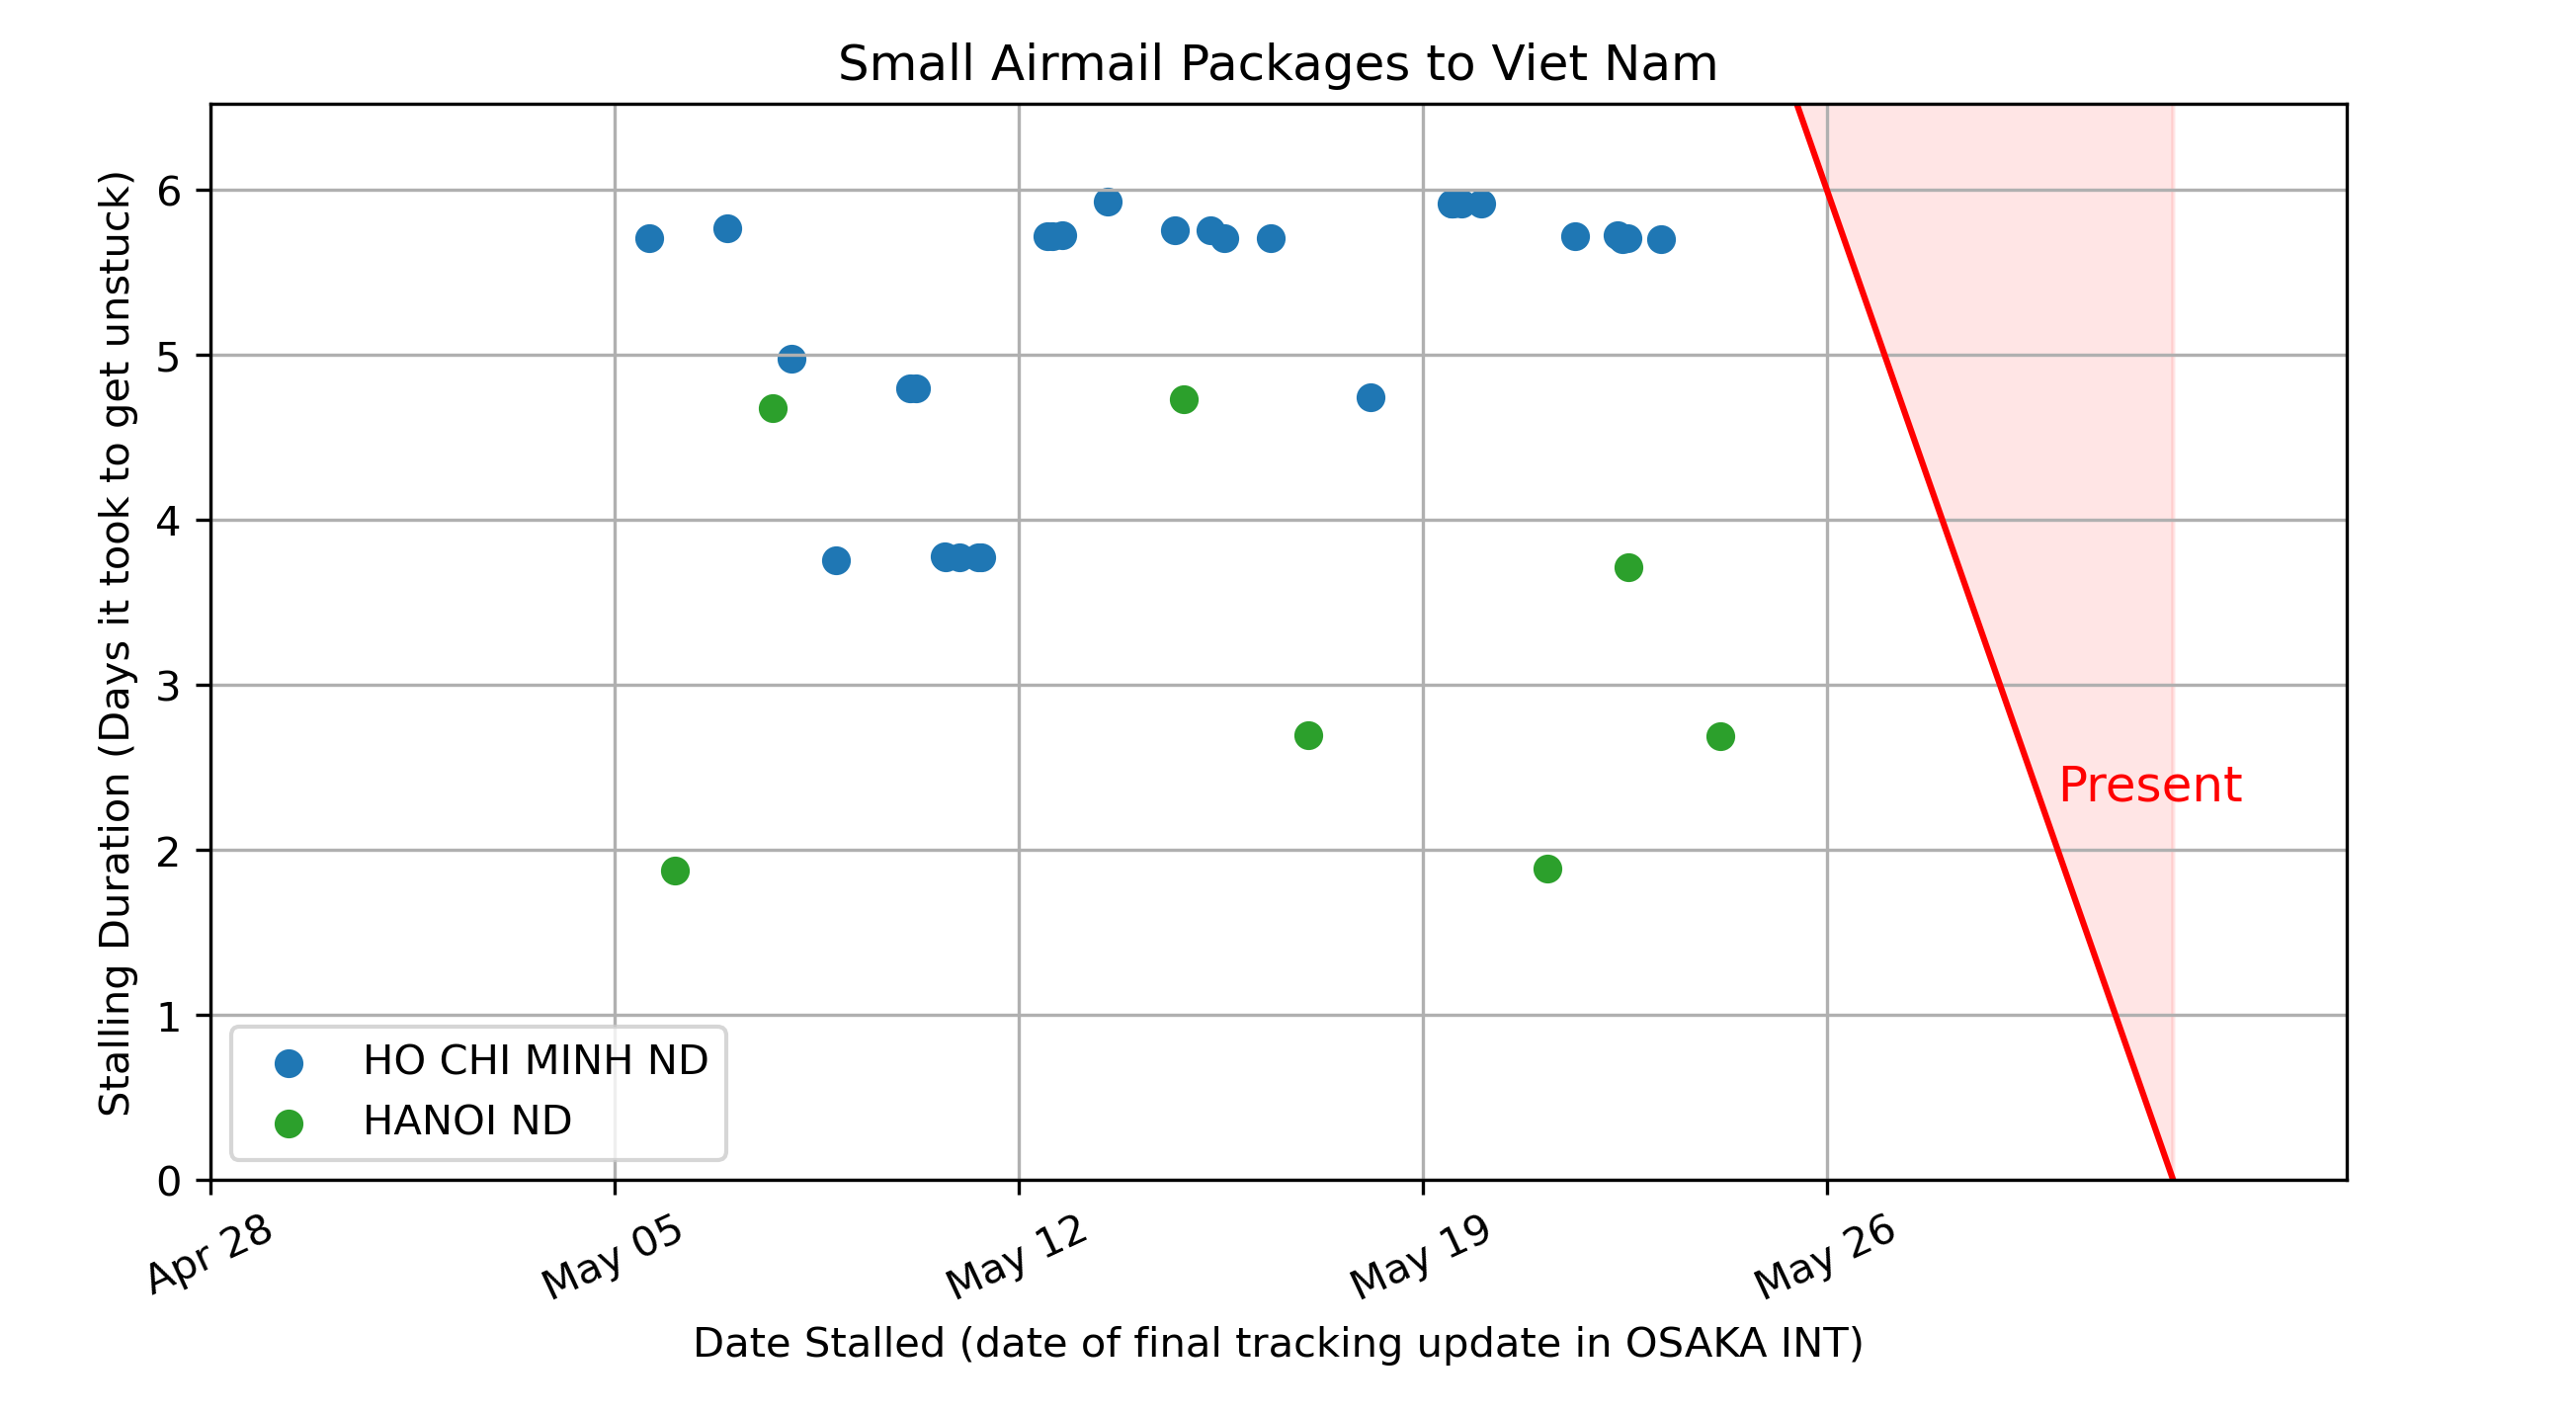 Small Airmail Packages to Viet Nam
Stalling Duration (Days it took to get unstuck)
6
5
4
3
2
1
0
Present
HO CHI MINH ND
HANOI ND
Apr 28
May 05
May 12
May 19
May 26
Date Stalled (date of final tracking update in OSAKA INT)